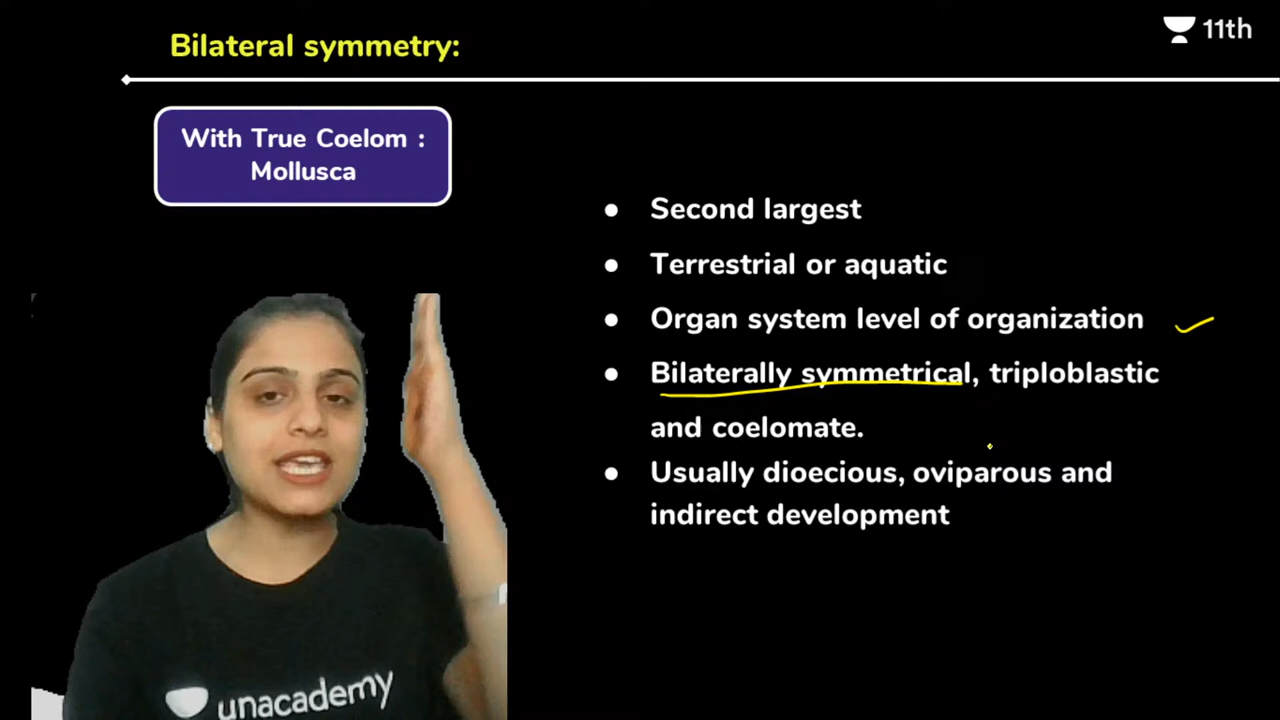 Bilateral symmetry:
11th
With True Coelom :
Mollusca
● Second largest
● Terrestrial or aquatic
● Organ system level of organization
● Bilaterally symmetrical, triploblastic
and coelomate.
● Usually dioecious, oviparous and
indirect development
unacademy